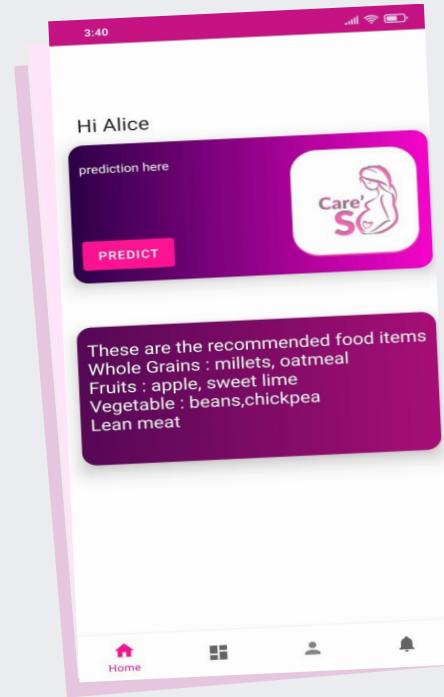 3:40
Hi Alice
prediction here
Care'
SO
PREDICT
These are the recommended food items
Whole Grains : millets, oatmeal
Fruits : apple, sweet lime
Vegetable : beans,chickpea
Lean meat
Home